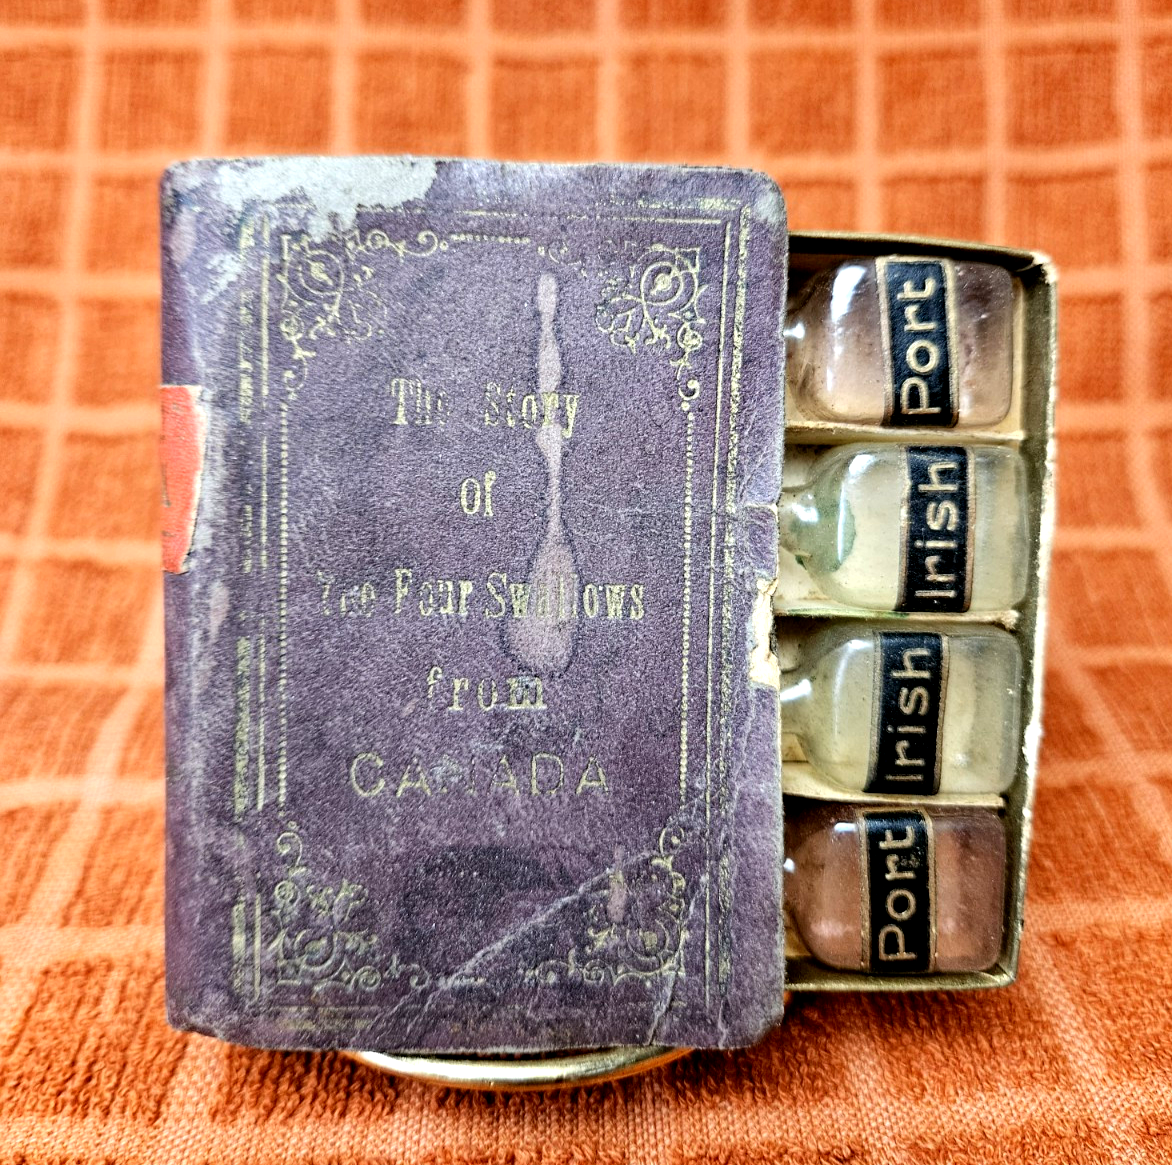 The Story
of
The Four Swallows
from
CANADA
Port
Irish
Irish
Port